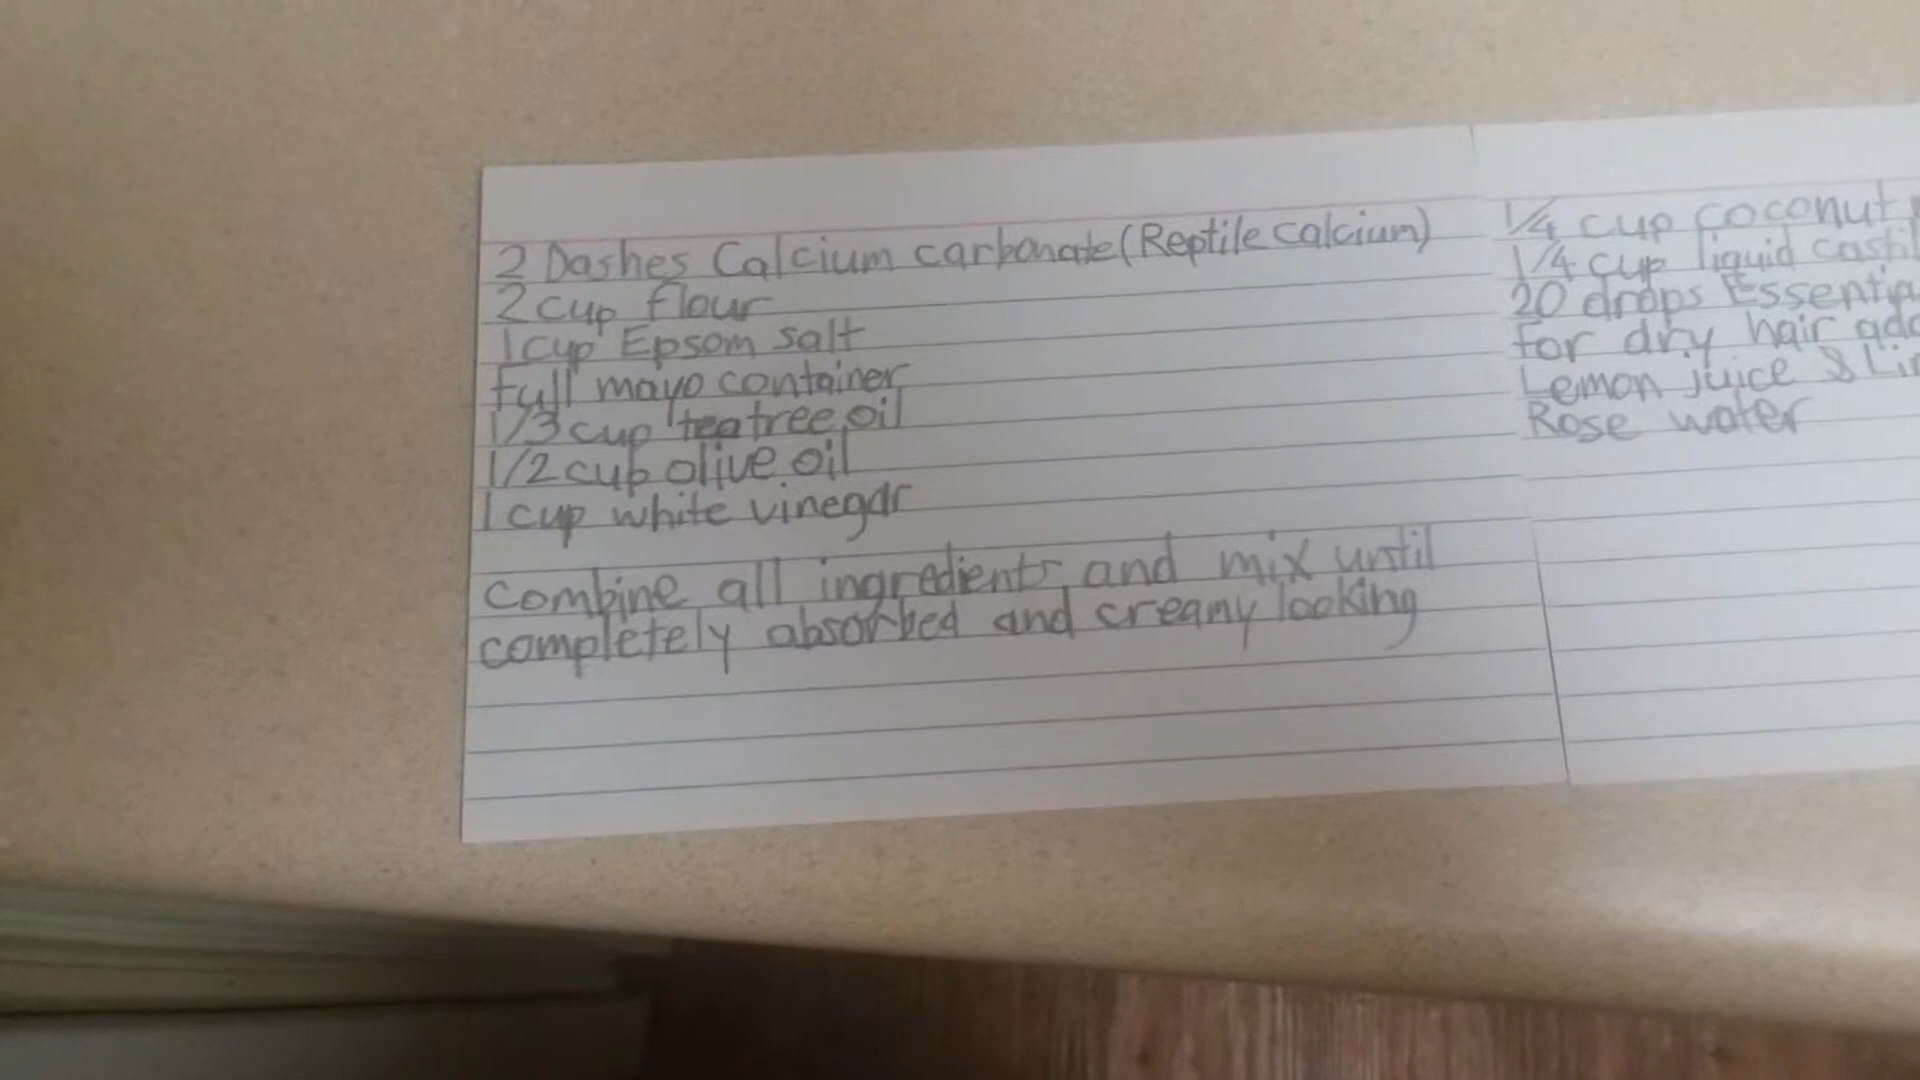 2 Dashes Calcium carbonate (Reptile calcium)
2 cup flour
1 cup Epsom salt
full mayo container
1/3 cup tea tree oil
1/2 cup olive oil
1 cup white vinegar
combine all ingredients and mix until
completely absorbed and creamy looking
1/4 cup coconut
1/4 cup liquid
20 drops
for dry hair
Lemon juice &
Rose water